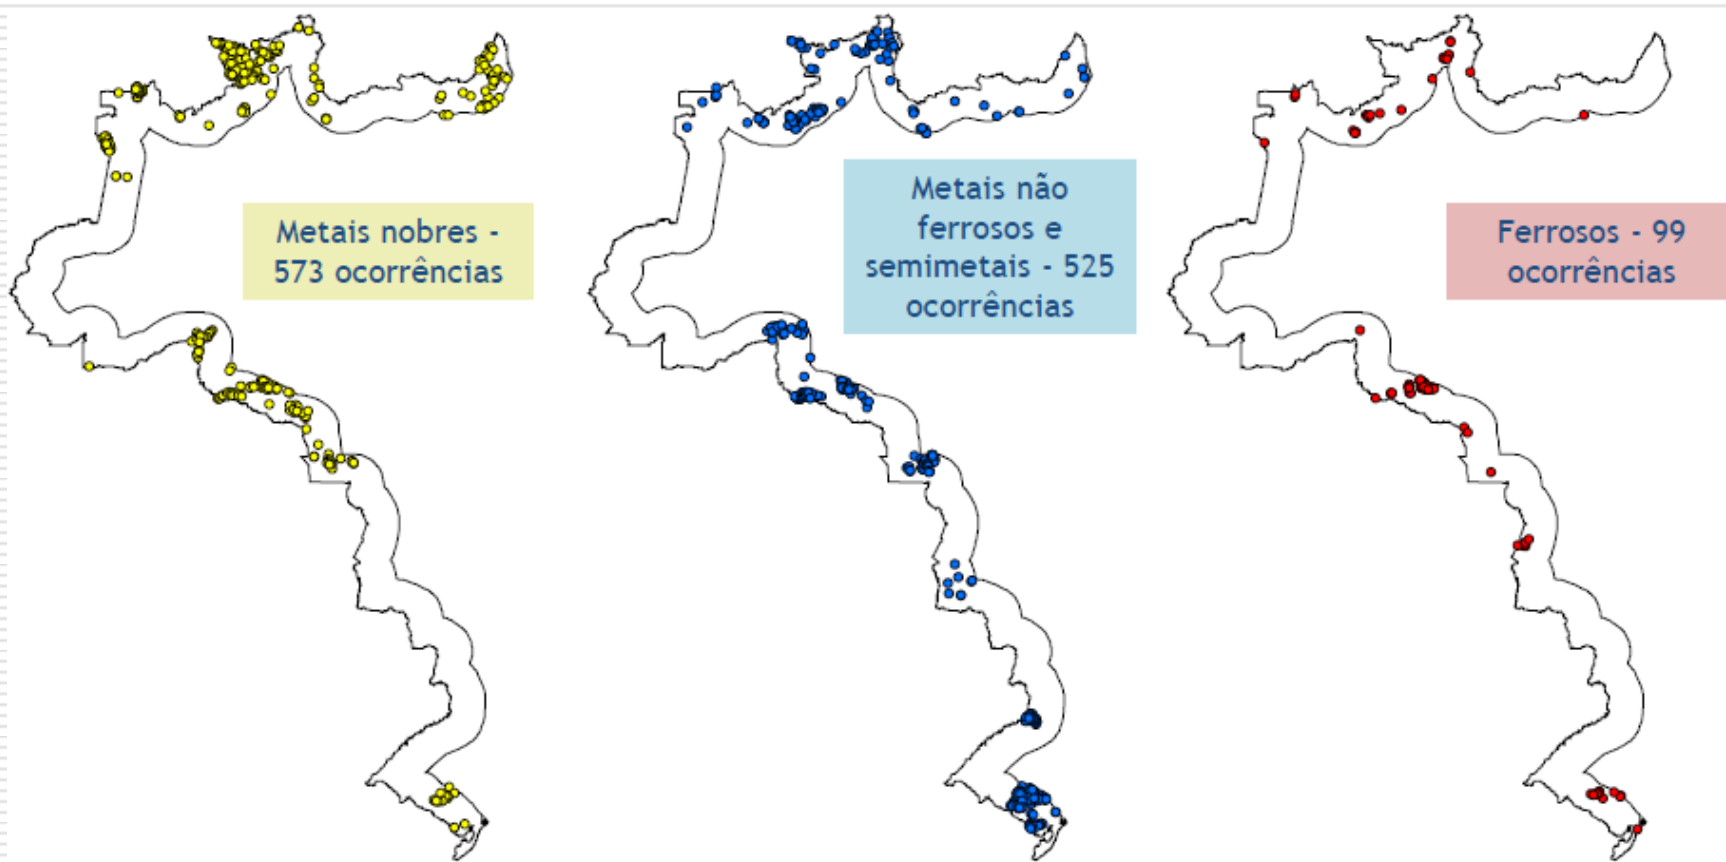 Metais nobres -
573 ocorrências
Metais não
ferrosos e
semimetais - 525
ocorrências
Ferrosos - 99
ocorrências